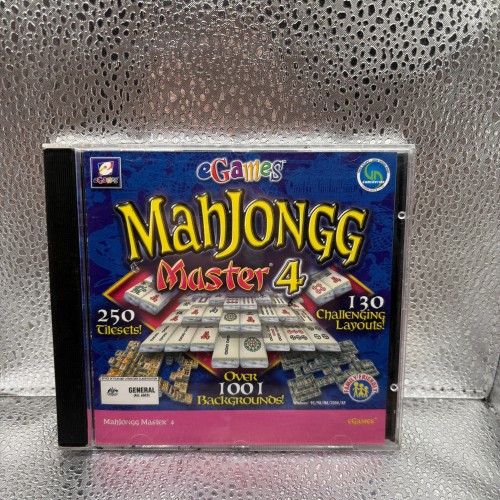 eGames
eGames
MahJongg
Master 4
250
Tilesets!
130
Challenging
Layouts!
Over
1001
Backgrounds!
GENERAL
MahJongg Master 4
eGames